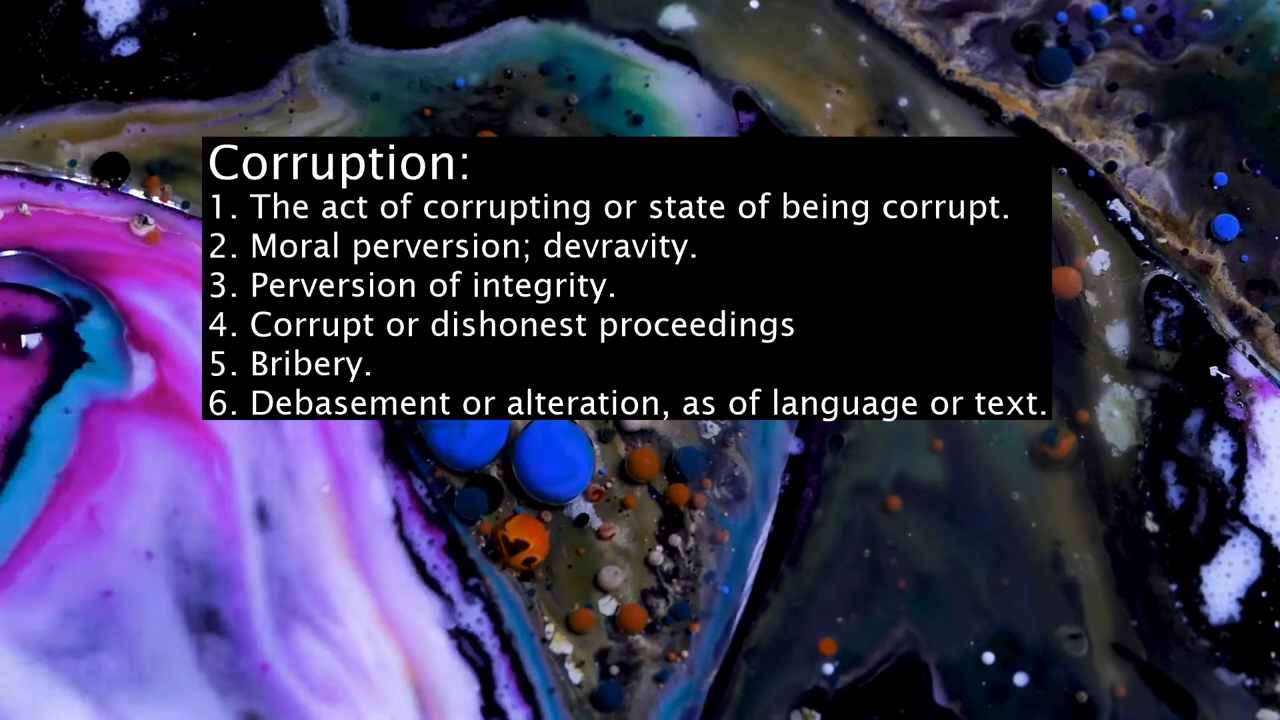 Corruption:
1. The act of corrupting or state of being corrupt.
2. Moral perversion; devravity.
3. Perversion of integrity.
4. Corrupt or dishonest proceedings
5. Bribery.
6. Debasement or alteration, as of language or text.